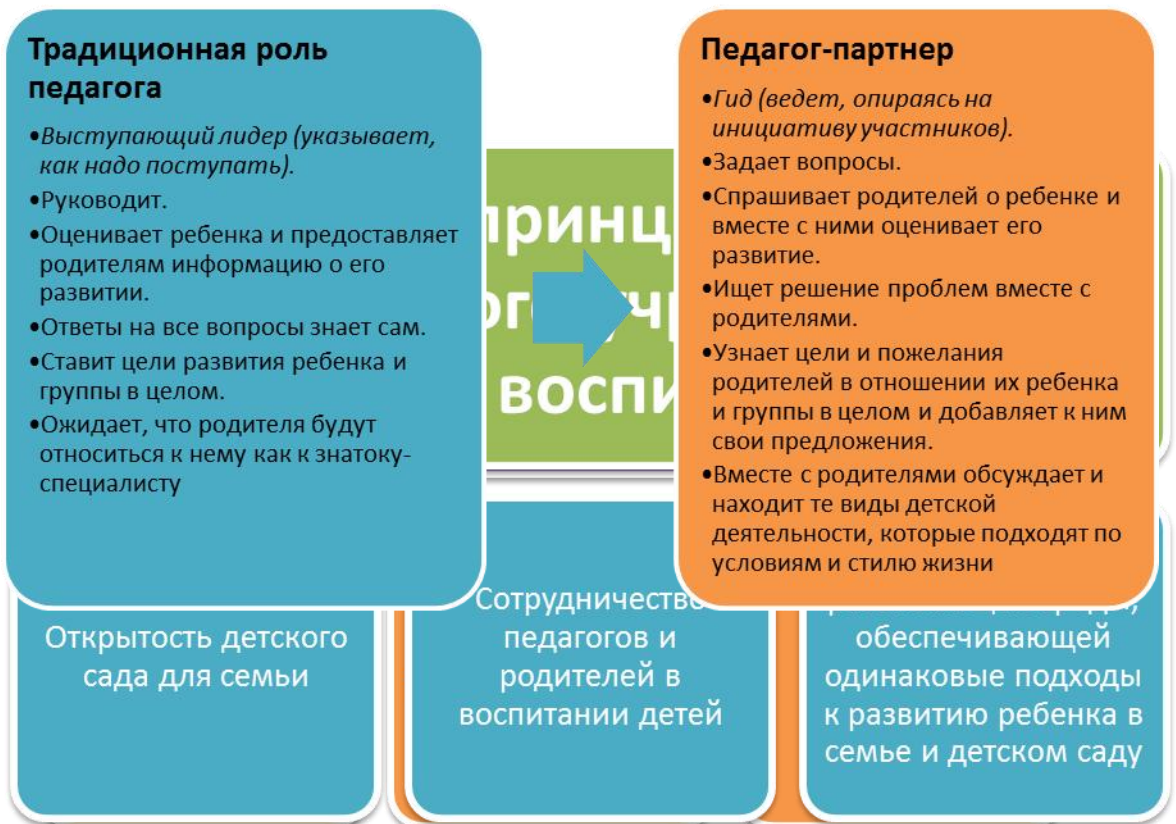 Традиционная роль
педагога
•Выступающий лидер (указывает,
как надо поступать).
•Руководит.
•Оценивает ребенка и предоставляет
родителям информацию о его
развитии.
•Ответы на все вопросы знает сам.
•Ставит цели развития ребенка и
группы в целом.
•Ожидает, что родителя будут
относиться к нему как к знатоку-
специалисту
Педагог-партнер
•Гид (ведет, опираясь на
инициативу участников).
•Задает вопросы.
•Спрашивает родителей о ребенке и
вместе с ними оценивает его
развитие.
•Ищет решение проблем вместе с
родителями.
•Узнает цели и пожелания
родителей в отношении их ребенка
и группы в целом и добавляет к ним
свои предложения.
•Вместе с родителями обсуждает и
находит те виды детской
деятельности, которые подходят по
условиям и стилю жизни
Открытость детского
сада для семьи
Сотрудничество
педагогов и
родителей в
воспитании детей
обеспечивающей
одинаковые подходы
к развитию ребенка в
семье и детском саду